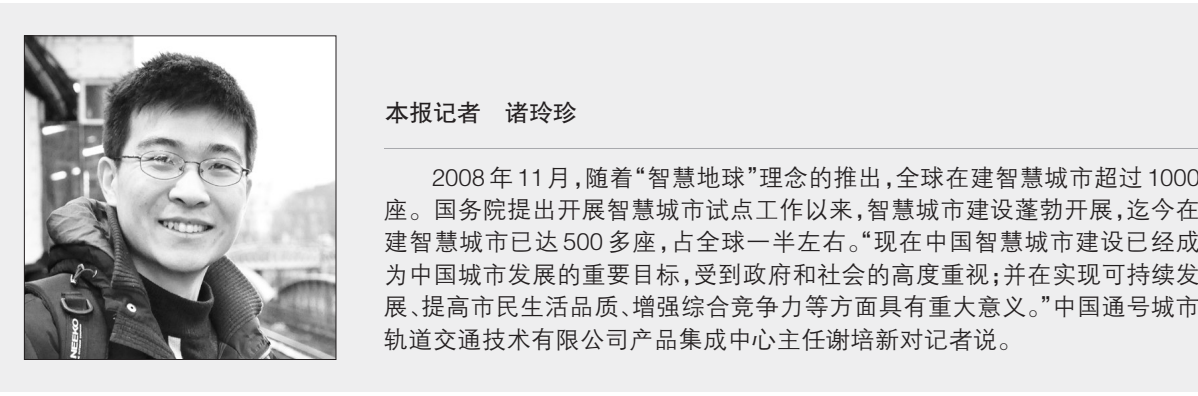 本报记者　诸玲珍
2008年11月,随着“智慧地球”理念的推出,全球在建智慧城市超过1000
座。国务院提出开展智慧城市试点工作以来,智慧城市建设蓬勃开展,迄今在
建智慧城市已达500多座,占全球一半左右。“现在中国智慧城市建设已经成
为中国城市发展的重要目标,受到政府和社会的高度重视;并在实现可持续发
展、提高市民生活品质、增强综合竞争力等方面具有重大意义。”中国通号城市
轨道交通技术有限公司产品集成中心主任谢培新对记者说。